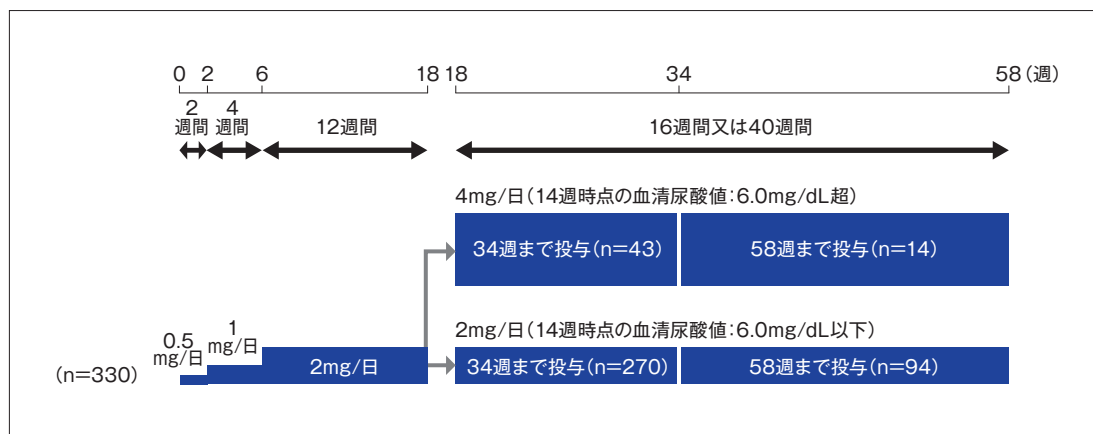 0 2 6 18 18 34 58（週）
2
週間
4
週間
12週間
16週間又は40週間
4mg/日（14週時点の血清尿酸値：6.0mg/dL超）
34週まで投与（n＝43）
58週まで投与（n＝14）
2mg/日（14週時点の血清尿酸値：6.0mg/dL以下）
34週まで投与（n＝270）
58週まで投与（n＝94）
（n＝330）
0.5
mg/日
1
mg/日
2mg/日